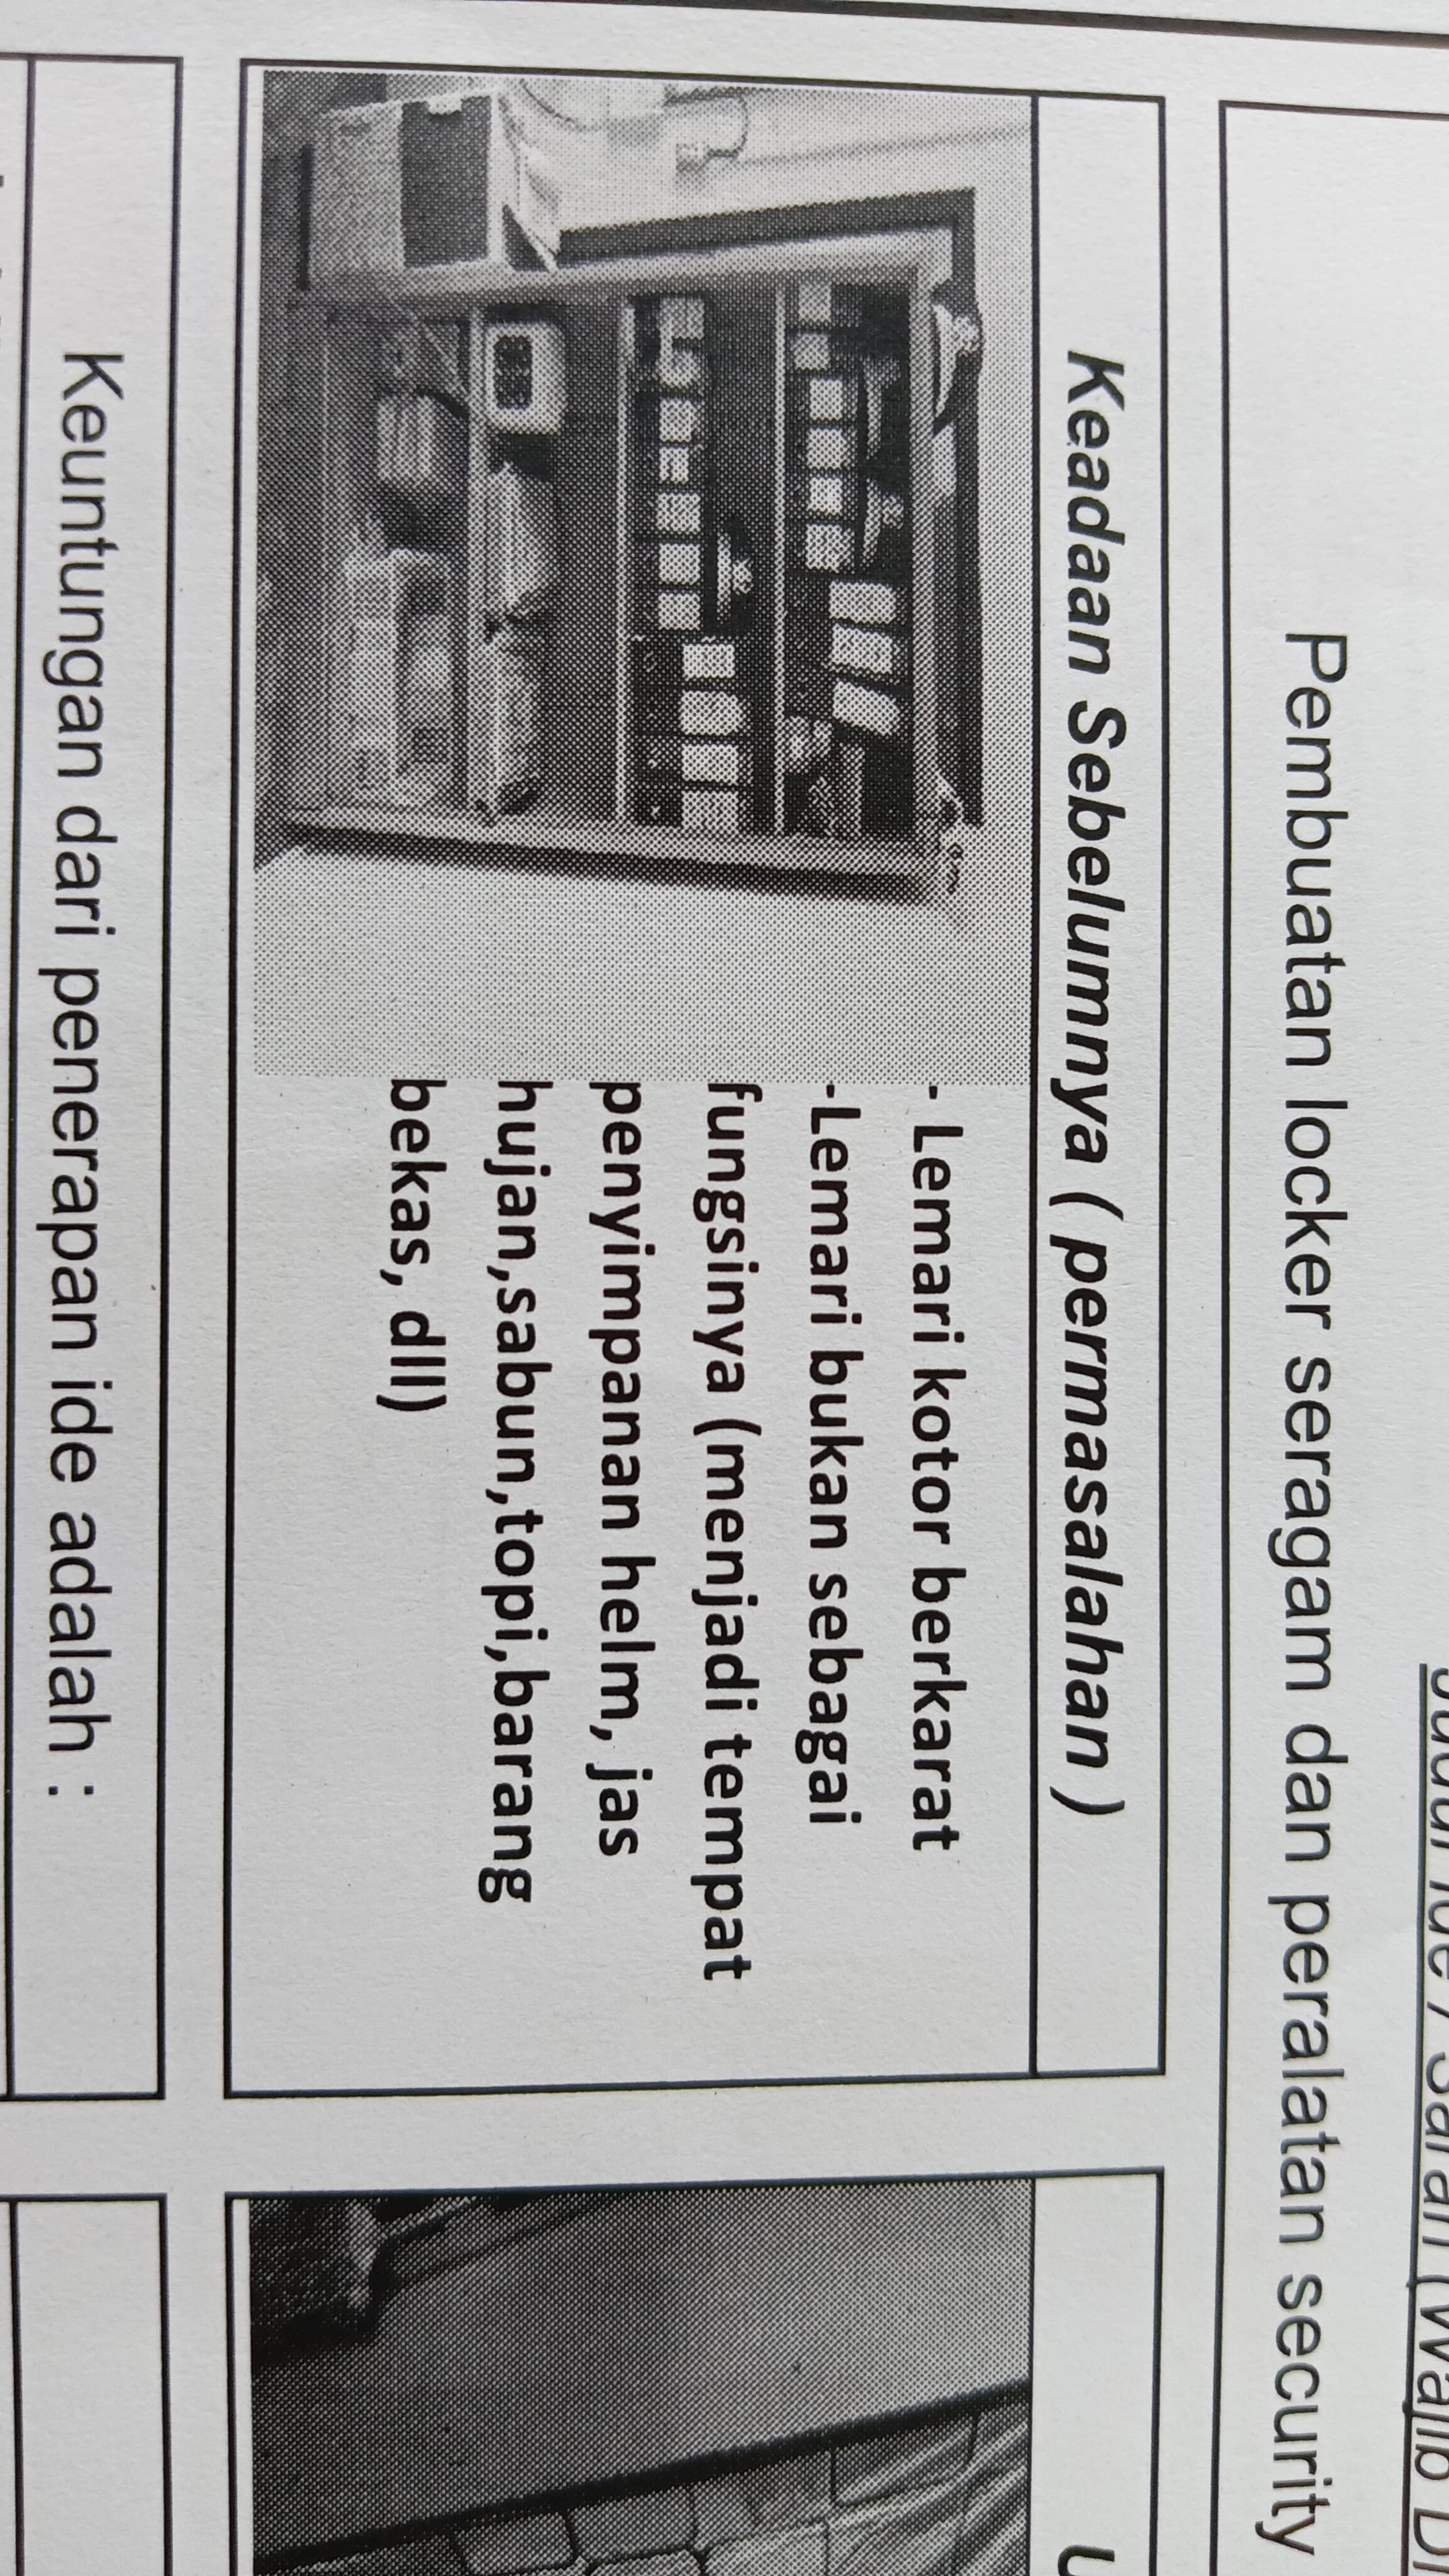 Judul Ide / Saran (Wajib
Pembuatan locker seragam dan peralatan security
Keadaan Sebelumnya ( permasalahan )
- Lemari kotor berkarat
-Lemari bukan sebagai
fungsinya (menjadi tempat
penyimpanan helm, jas
hujan,sabun,topi,barang
bekas, dll)
Keuntungan dari penerapan ide adalah :